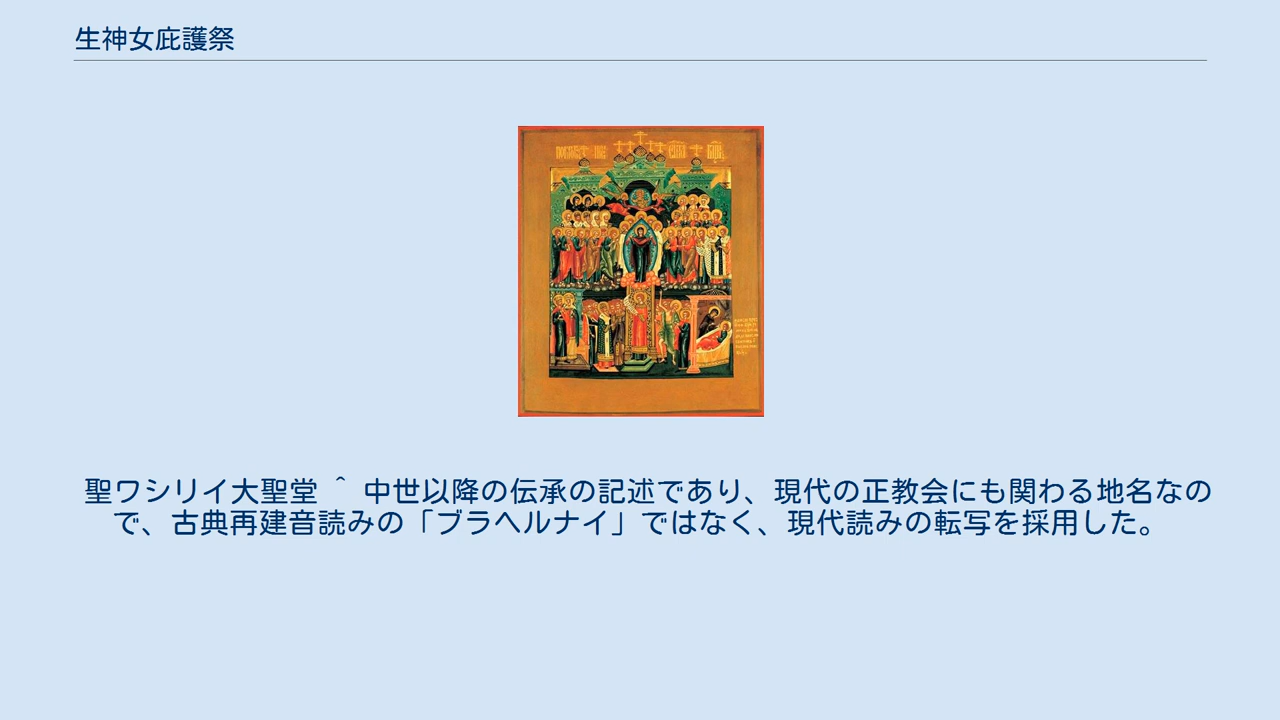 生神女庇護祭
聖ワシリイ大聖堂 ^ 中世以降の伝承の記述であり、現代の正教会にも関わる地名なの
で、古典再建音読みの「ブラヘルナイ」ではなく、現代読みの転写を採用した。